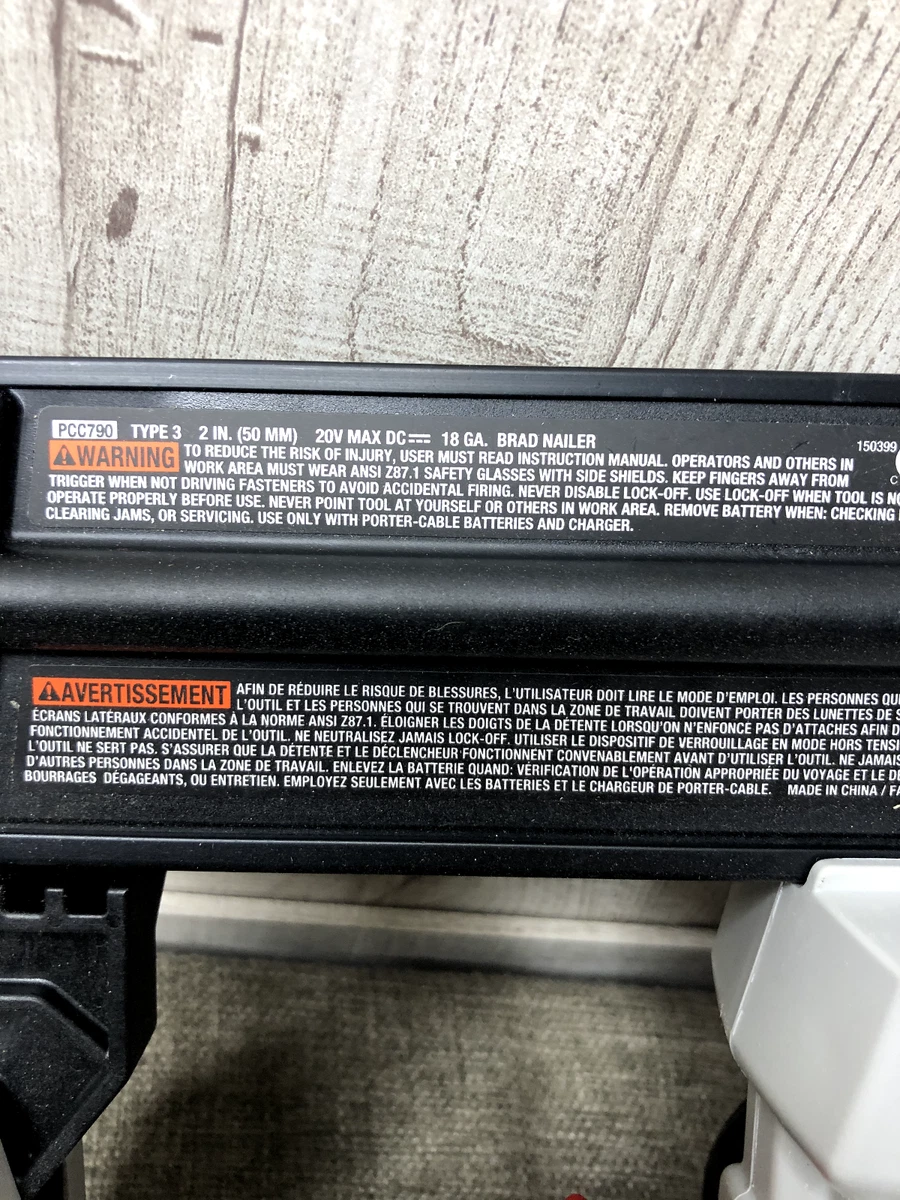 PCC790 TYPE 3 2 IN. (50 MM) 20V MAX DC 18 GA. BRAD NAILER
150399
WARNING TO REDUCE THE RISK OF INJURY, USER MUST READ INSTRUCTION MANUAL. OPERATORS AND OTHERS IN
WORK AREA MUST WEAR ANSI Z87.1 SAFETY GLASSES WITH SIDE SHIELDS. KEEP FINGERS AWAY FROM
TRIGGER WHEN NOT DRIVING FASTENERS TO AVOID ACCIDENTAL FIRING. NEVER DISABLE LOCK-OFF. USE LOCK-OFF WHEN TOOL IS
OPERATE PROPERLY BEFORE USE. NEVER POINT TOOL AT YOURSELF OR OTHERS IN WORK AREA. REMOVE BATTERY WHEN: CHECKING
CLEARING JAMS, OR SERVICING. USE ONLY WITH PORTER-CABLE BATTERIES AND CHARGER.
AVERTISSEMENT AFIN DE RÉDUIRE LE RISQUE DE BLESSURES, L'UTILISATEUR DOIT LIRE LE MODE D'EMPLOI. LES PERSONNES
L'OUTIL ET LES PERSONNES QUI SE TROUVENT DANS LA ZONE DE TRAVAIL DOIVENT PORTER DES LUNETTES DE
ÉCRANS LATÉRAUX CONFORMES À LA NORME ANSI Z87.1. ÉLOIGNER LES DOIGTS DE LA DÉTENTE LORSQU'ON N'ENFONCE PAS D'ATTACHES AFIN
FONCTIONNEMENT ACCIDENTEL DE L'OUTIL. NE NEUTRALISEZ JAMAIS LOCK-OFF. UTILISER LE DISPOSITIF DE VERROUILLAGE EN MODE HORS
L'OUTIL NE SERT PAS. S'ASSURER QUE LA DÉTENTE ET LE DÉCLENCHEUR FONCTIONNENT CONVENABLEMENT AVANT D'UTILISER L'OUTIL. NE JAMAIS
D'AUTRES PERSONNES DANS LA ZONE DE TRAVAIL. ENLEVEZ LA BATTERIE QUAND: VÉRIFICATION DE L'OPÉRATION APPROPRIÉE DU VOYAGE ET LE
BOURRAGES DÉGAGEANTS, OU ENTRETIEN. EMPLOYEZ SEULEMENT AVEC LES BATTERIES ET LE CHARGEUR DE PORTER-CABLE. MADE IN CHINA /